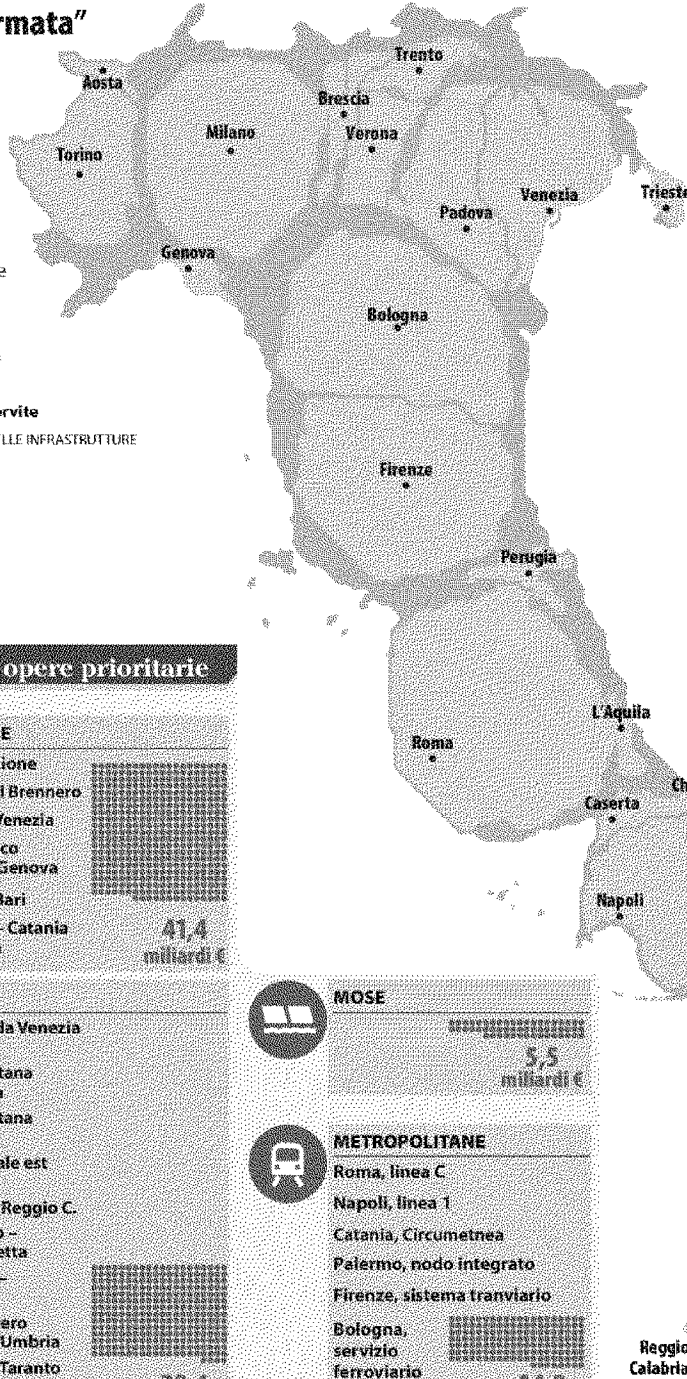 rmata"
Trento
Aosta
Brescia
Milano
Verona
Torino
Venezia
Trieste
Padova
Genova
e
Bologna
ervite
LLE INFRASTRUTTURE
Firenze
Perugia
opere prioritarie
L'Aquila
Roma
Ch
Caserta
Napoli
E
ione
l Brennero
Venezia
co
Genova
Bari
– Catania
41,4
miliardi €
da Venezia
tana
tana
ale est
Reggio C.
o –
etta
–
ero
Umbria
Taranto
MOSE
5,5
miliardi €
METROPOLITANE
Roma, linea C
Napoli, linea 1
Catania, Circumetnea
Palermo, nodo integrato
Firenze, sistema tranviario
Bologna,
servizio
ferroviario
Reggio
Calabria